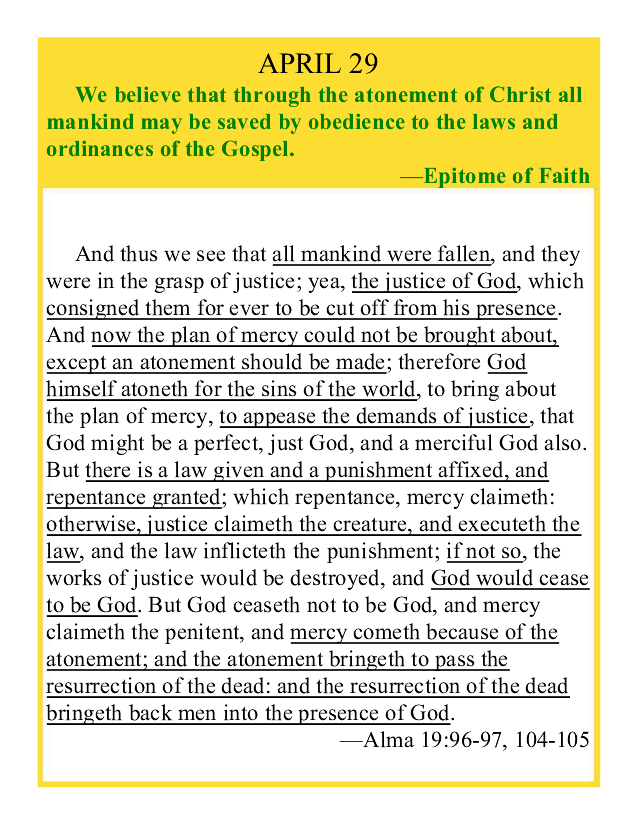 APRIL 29
We believe that through the atonement of Christ all
mankind may be saved by obedience to the laws and
ordinances of the Gospel.
—Epitome of Faith
And thus we see that all mankind were fallen, and they
were in the grasp of justice; yea, the justice of God, which
consigned them for ever to be cut off from his presence.
And now the plan of mercy could not be brought about,
except an atonement should be made; therefore God
himself atoneth for the sins of the world, to bring about
the plan of mercy, to appease the demands of justice, that
God might be a perfect, just God, and a merciful God also.
But there is a law given and a punishment affixed, and
repentance granted; which repentance, mercy claimeth:
otherwise, justice claimeth the creature, and executeth the
law, and the law inflicteth the punishment; if not so, the
works of justice would be destroyed, and God would cease
to be God. But God ceaseth not to be God, and mercy
claimeth the penitent, and mercy cometh because of the
atonement; and the atonement bringeth to pass the
resurrection of the dead: and the resurrection of the dead
bringeth back men into the presence of God.
—Alma 19:96-97, 104-105